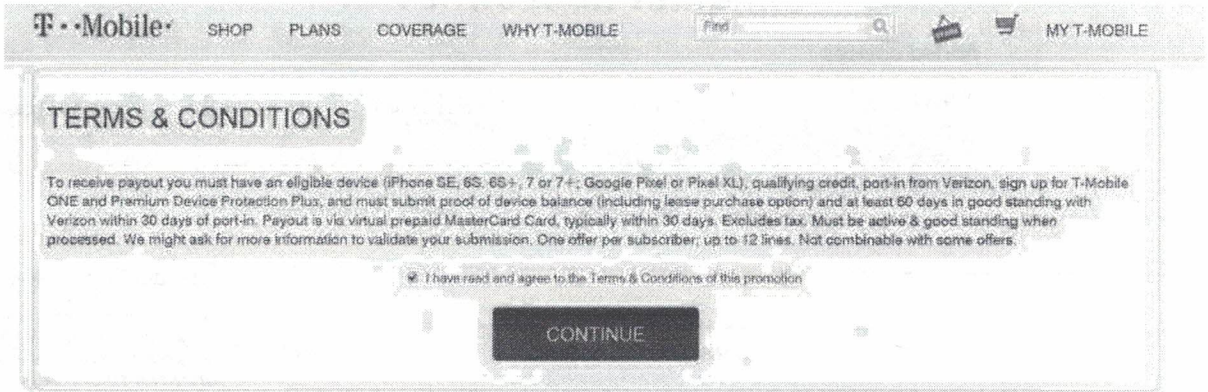 T··Mobile· SHOP PLANS COVERAGE WHY T-MOBILE Find MY T-MOBILE
TERMS & CONDITIONS
To receive payout you must have an eligible device (iPhone SE, 6S, 6S+, 7 or 7+; Google Pixel or Pixel XL), qualifying credit, port-in from Verizon, sign up for T-Mobile
ONE and Premium Device Protection Plus, and must submit proof of device balance (including lease purchase option) and at least 60 days in good standing with
Verizon within 30 days of port-in. Payout is via virtual prepaid MasterCard Card, typically within 30 days. Excludes tax. Must be active & good standing when
processed. We might ask for more information to validate your submission. One offer per subscriber; up to 12 lines. Not combinable with some offers.
I have read and agree to the Terms & Conditions of this promotion
CONTINUE